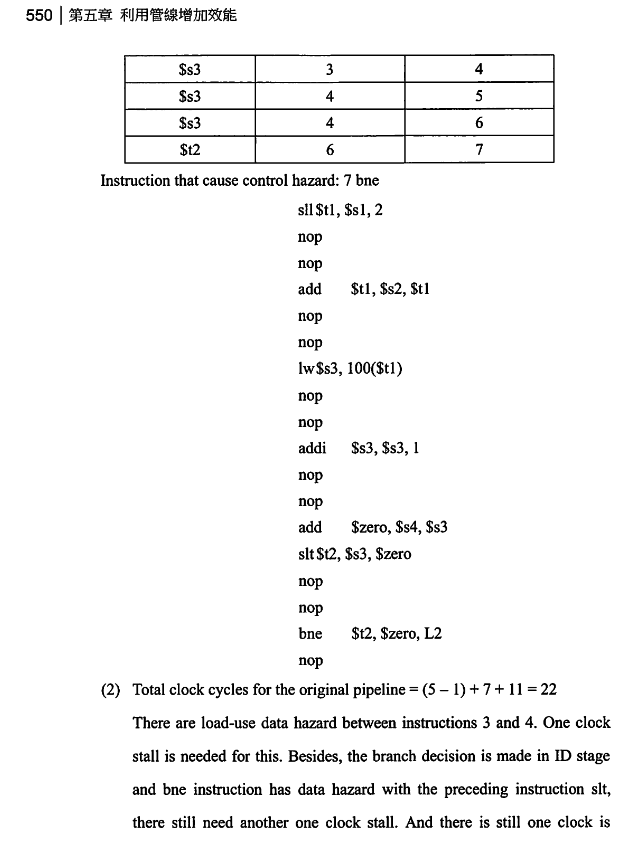 550 | 第五章 利用管線增加效能
$s3 3 4
$s3 4 5
$s3 4 6
$t2 6 7
Instruction that cause control hazard: 7 bne
sll $t1, $s1, 2
nop
nop
add $t1, $s2, $t1
nop
nop
lw $s3, 100($t1)
nop
nop
addi $s3, $s3, 1
nop
nop
add $zero, $s4, $s3
slt $t2, $s3, $zero
nop
nop
bne $t2, $zero, L2
nop
(2) Total clock cycles for the original pipeline = (5 – 1) + 7 + 11 = 22
There are load-use data hazard between instructions 3 and 4. One clock
stall is needed for this. Besides, the branch decision is made in ID stage
and bne instruction has data hazard with the preceding instruction slt,
there still need another one clock stall. And there is still one clock is